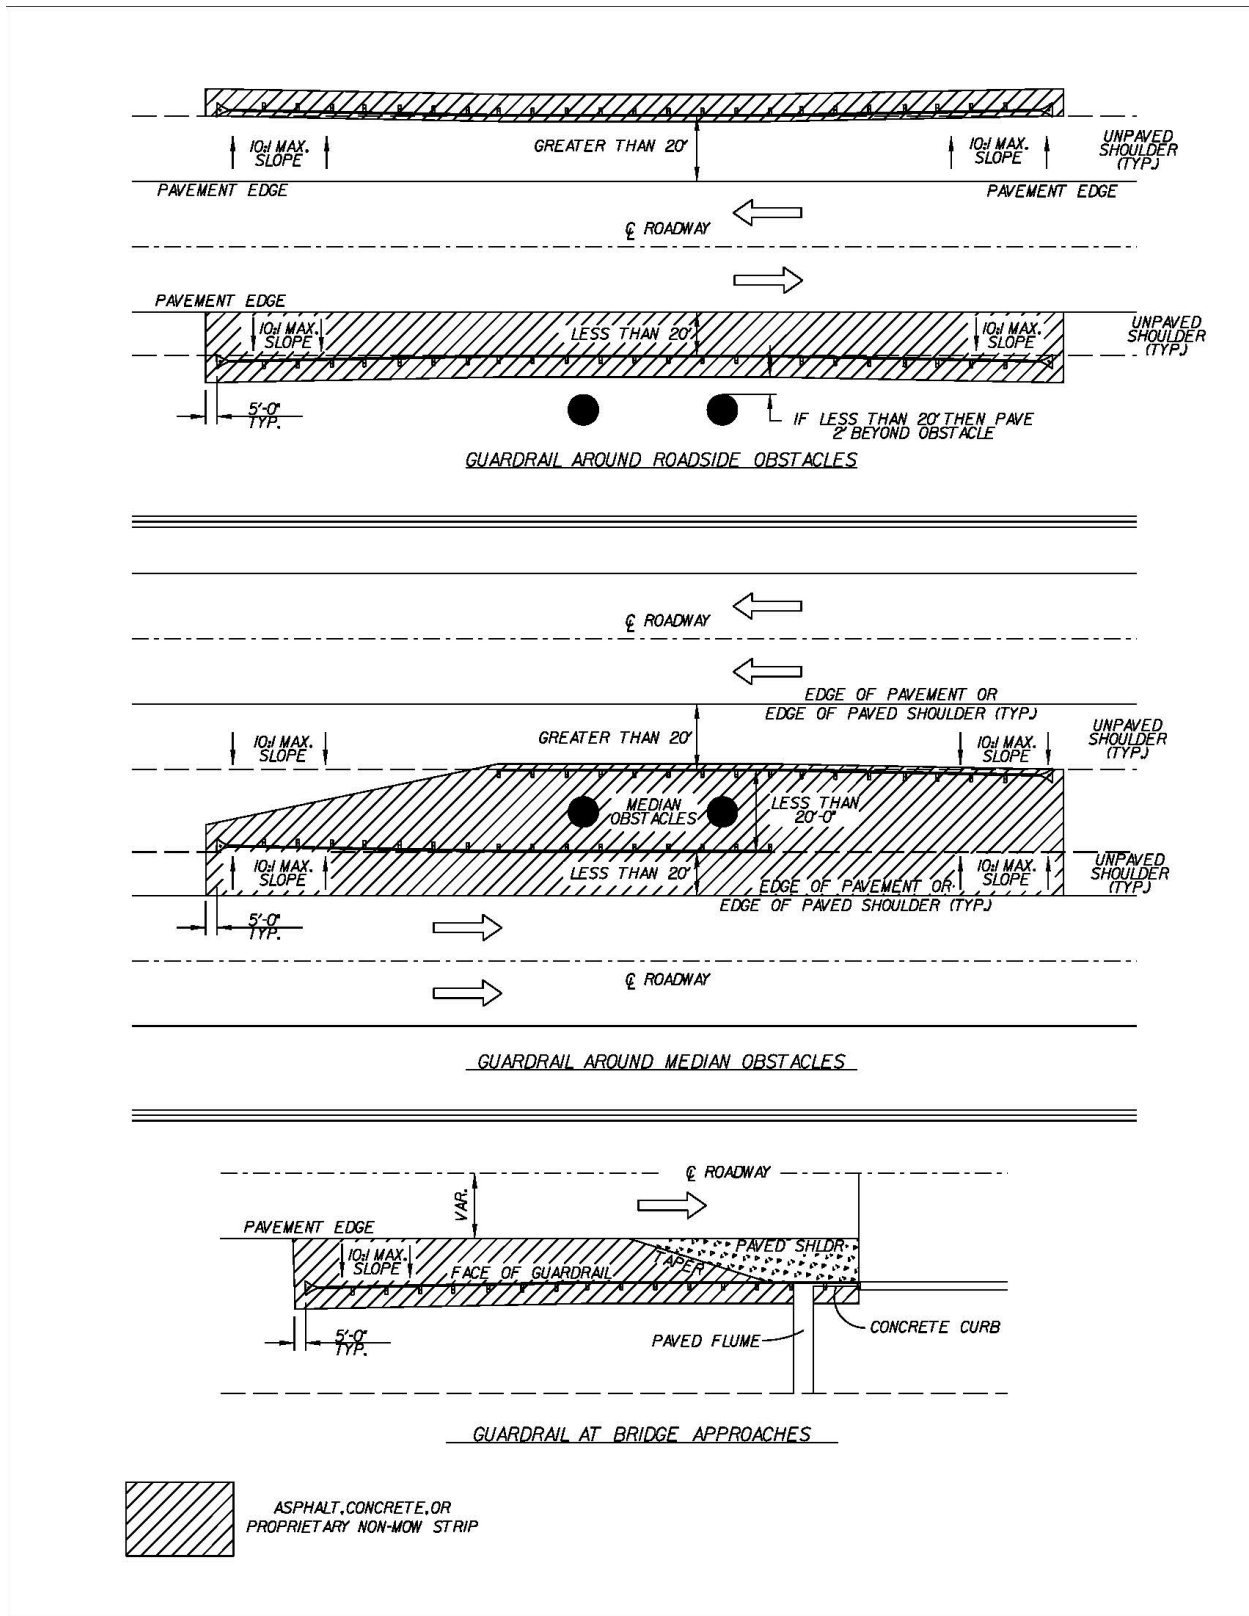 GREATER THAN 20'
10:1 MAX.
SLOPE
10:1 MAX.
SLOPE
UNPAVED
SHOULDER
(TYP.)
PAVEMENT EDGE
PAVEMENT EDGE
℄ ROADWAY
PAVEMENT EDGE
10:1 MAX.
SLOPE
LESS THAN 20'
10:1 MAX.
SLOPE
UNPAVED
SHOULDER
(TYP.)
5'-0"
TYP.
IF LESS THAN 20' THEN PAVE
2' BEYOND OBSTACLE
GUARDRAIL AROUND ROADSIDE OBSTACLES
℄ ROADWAY
EDGE OF PAVEMENT OR
EDGE OF PAVED SHOULDER (TYP.)
10:1 MAX.
SLOPE
GREATER THAN 20'
10:1 MAX.
SLOPE
UNPAVED
SHOULDER
(TYP.)
MEDIAN
OBSTACLES
LESS THAN
20'-0"
10:1 MAX.
SLOPE
LESS THAN 20'
10:1 MAX.
SLOPE
UNPAVED
SHOULDER
(TYP.)
EDGE OF PAVEMENT OR
EDGE OF PAVED SHOULDER (TYP.)
5'-0"
TYP.
℄ ROADWAY
GUARDRAIL AROUND MEDIAN OBSTACLES
℄ ROADWAY
VAR.
PAVEMENT EDGE
10:1 MAX.
SLOPE
FACE OF GUARDRAIL
TAPER
PAVED SHLDR.
5'-0"
TYP.
PAVED FLUME
CONCRETE CURB
GUARDRAIL AT BRIDGE APPROACHES
ASPHALT, CONCRETE, OR
PROPRIETARY NON-MOW STRIP